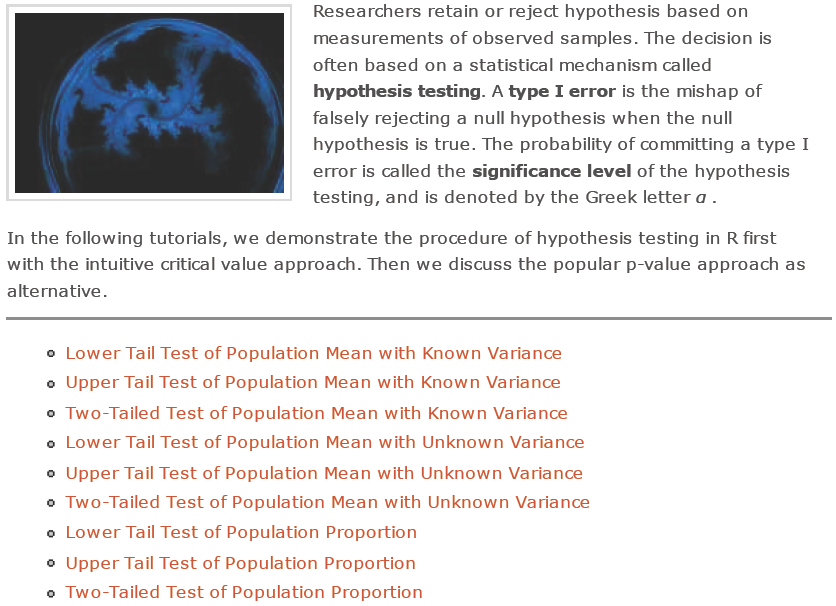 Researchers retain or reject hypothesis based on
measurements of observed samples. The decision is
often based on a statistical mechanism called
hypothesis testing. A type I error is the mishap of
falsely rejecting a null hypothesis when the null
hypothesis is true. The probability of committing a type I
error is called the significance level of the hypothesis
testing, and is denoted by the Greek letter α .
In the following tutorials, we demonstrate the procedure of hypothesis testing in R first
with the intuitive critical value approach. Then we discuss the popular p-value approach as
alternative.
Lower Tail Test of Population Mean with Known Variance
Upper Tail Test of Population Mean with Known Variance
Two-Tailed Test of Population Mean with Known Variance
Lower Tail Test of Population Mean with Unknown Variance
Upper Tail Test of Population Mean with Unknown Variance
Two-Tailed Test of Population Mean with Unknown Variance
Lower Tail Test of Population Proportion
Upper Tail Test of Population Proportion
Two-Tailed Test of Population Proportion